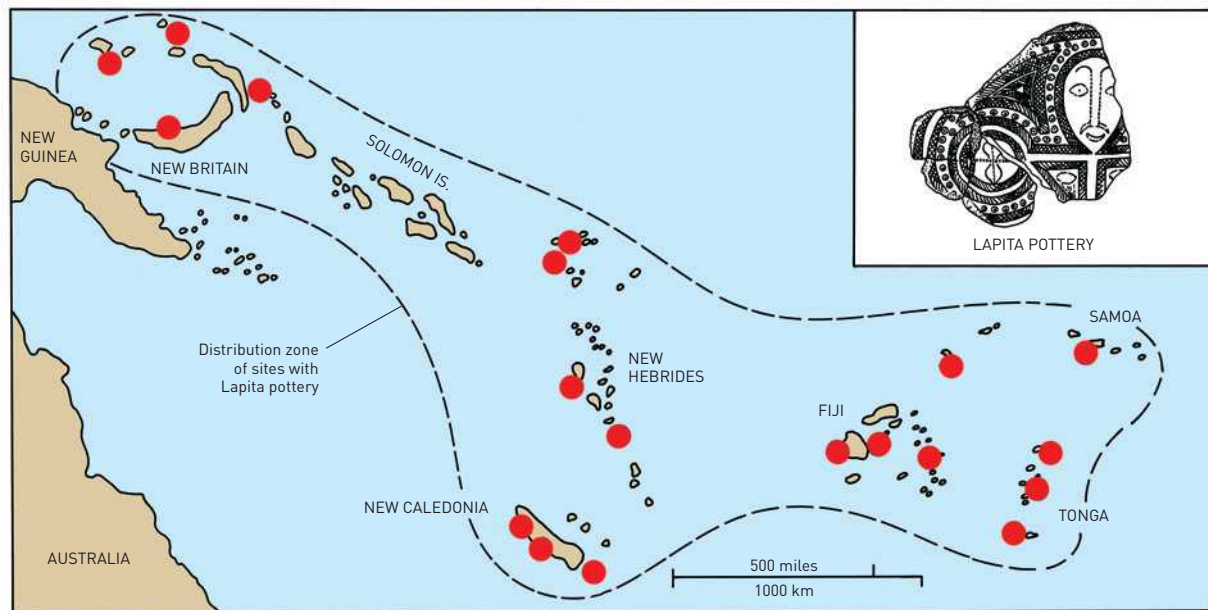 NEW
GUINEA
NEW BRITAIN
SOLOMON IS.
LAPITA POTTERY
Distribution zone
of sites with
Lapita pottery
NEW
HEBRIDES
SAMOA
FIJI
NEW CALEDONIA
TONGA
AUSTRALIA
500 miles
1000 km